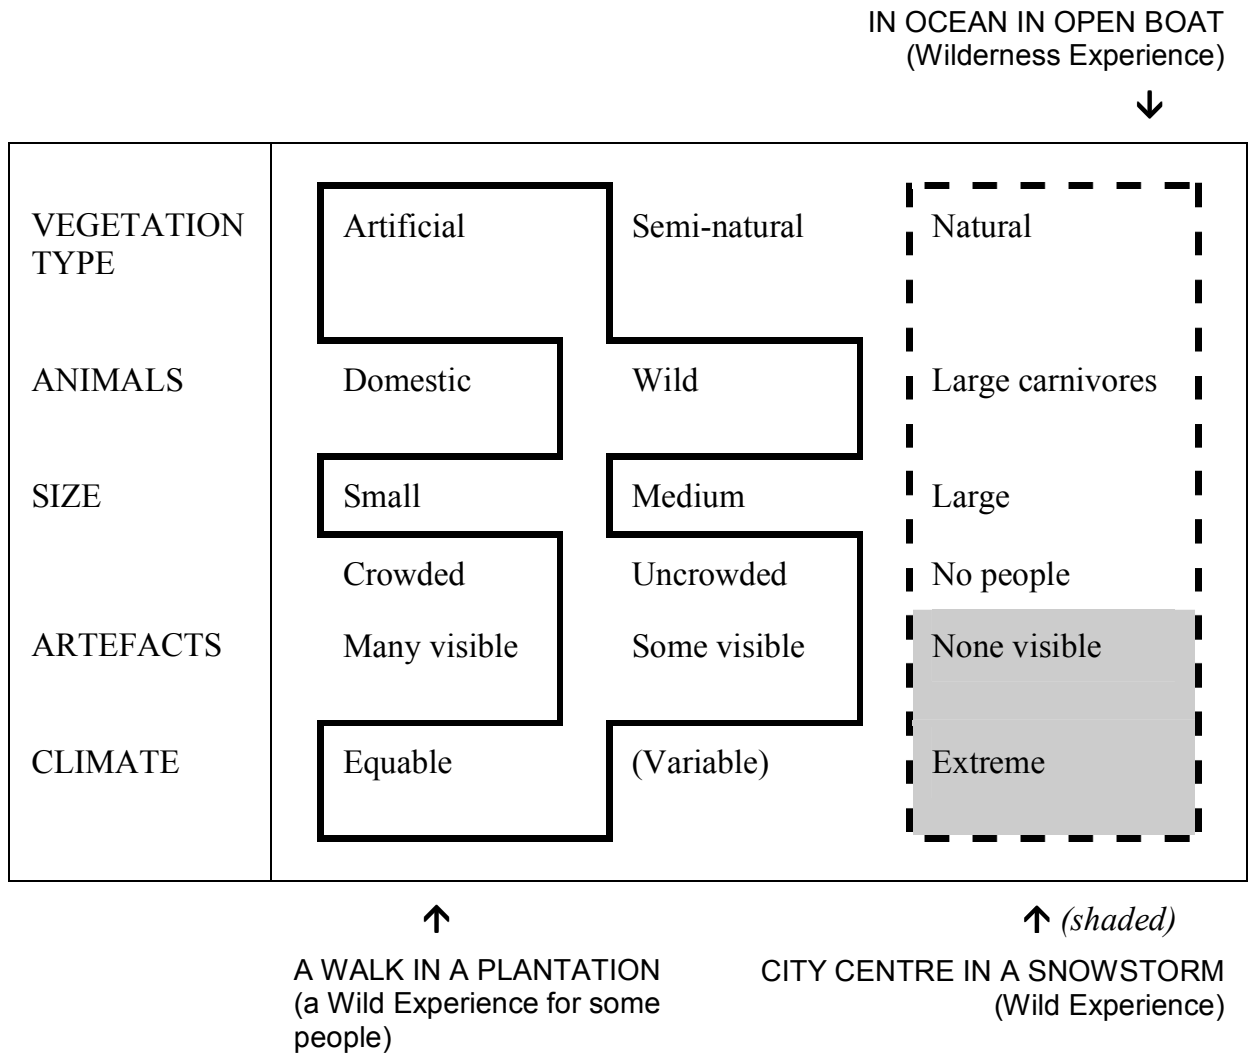 IN OCEAN IN OPEN BOAT
(Wilderness Experience)
VEGETATION TYPE Artificial Semi-natural Natural
ANIMALS Domestic Wild Large carnivores
SIZE Small Medium Large
Crowded Uncrowded No people
ARTEFACTS Many visible Some visible None visible
CLIMATE Equable (Variable) Extreme
(shaded)
A WALK IN A PLANTATION
(a Wild Experience for some
people)
CITY CENTRE IN A SNOWSTORM
(Wild Experience)